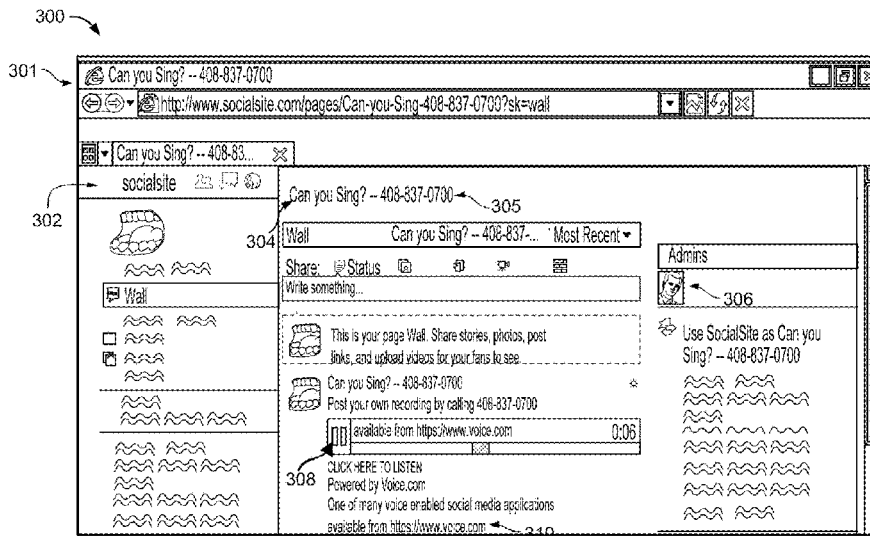 300
301
Can you Sing? -- 408-837-0700
http://www.socialsite.com/pages/Can-you-Sing-408-837-0700?sk=wall
Can you Sing? -- 408-83...
302
socialsite
Can you Sing? -- 408-837-0700
305
304
Wall Can you Sing? -- 408-837-... Most Recent
Admins
Share: Status
Write something...
306
Wall
This is your page Wall. Share stories, photos, post
links, and upload videos for your fans to see
Use SocialSite as Can you
Sing? -- 408-837-0700
Can you Sing? -- 408-837-0700
Post your own recording by calling 408-837-0700
available from https://www.voice.com 0:06
308
CLICK HERE TO LISTEN
Powered by Voice.com
One of many voice enabled social media applications
available from https://www.voice.com
310